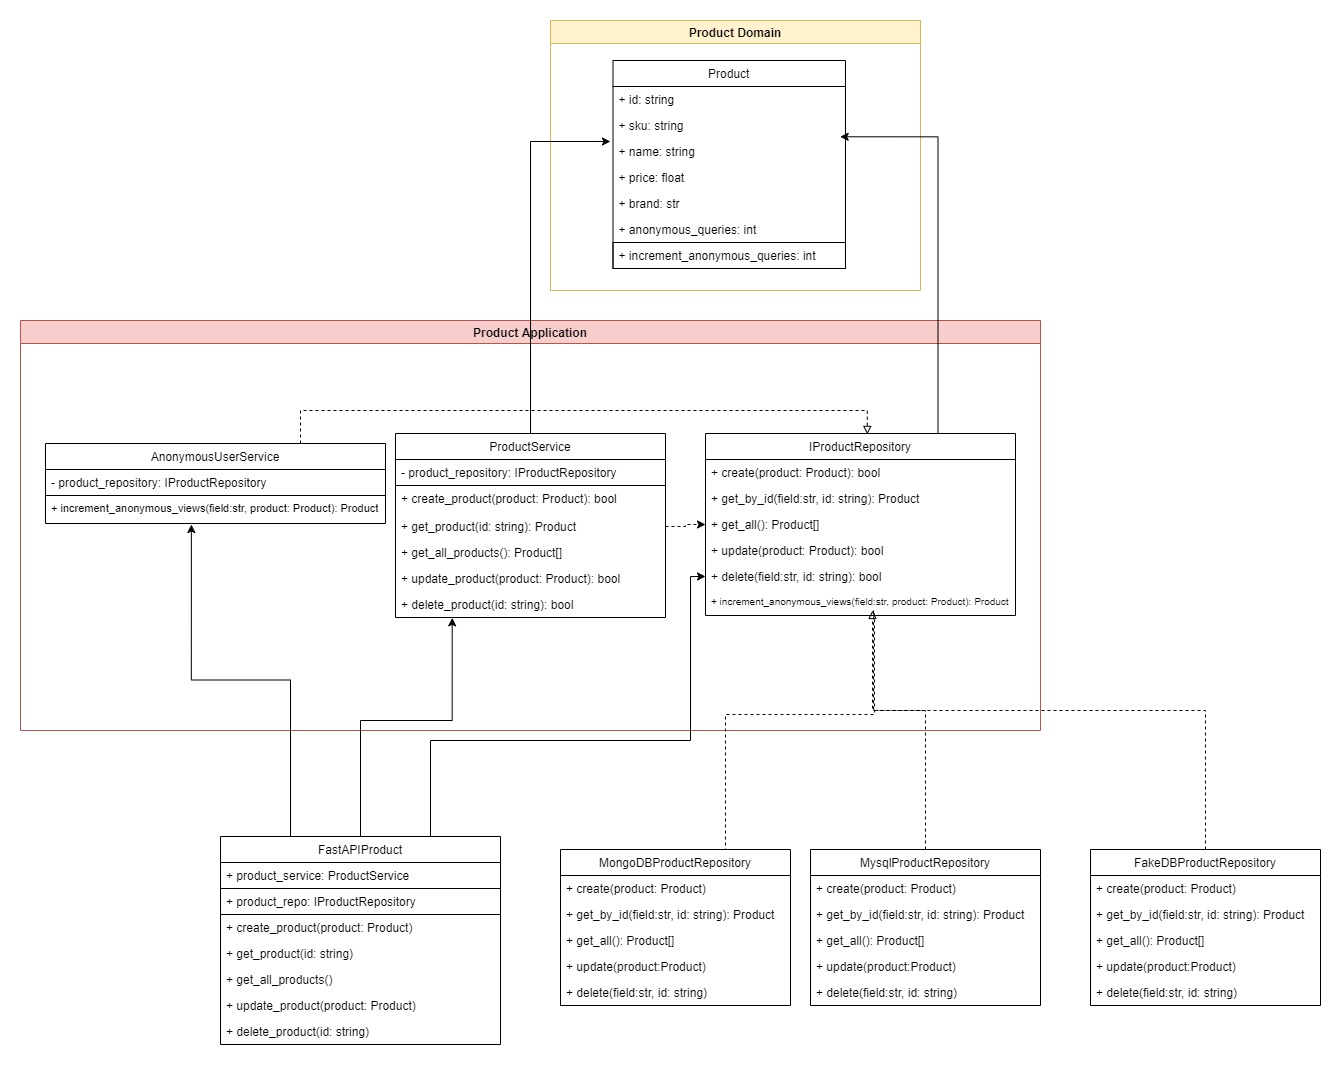 Product Domain
Product
+ id: string
+ sku: string
+ name: string
+ price: float
+ brand: str
+ anonymous_queries: int
+ increment_anonymous_queries: int
Product Application
AnonymousUserService
- product_repository: IProductRepository
+ increment_anonymous_views(field:str, product: Product): Product
ProductService
- product_repository: IProductRepository
+ create_product(product: Product): bool
+ get_product(id: string): Product
+ get_all_products(): Product[]
+ update_product(product: Product): bool
+ delete_product(id: string): bool
IProductRepository
+ create(product: Product): bool
+ get_by_id(field:str, id: string): Product
+ get_all(): Product[]
+ update(product: Product): bool
+ delete(field:str, id: string): bool
+ increment_anonymous_views(field:str, product: Product): Product
FastAPIProduct
+ product_service: ProductService
+ product_repo: IProductRepository
+ create_product(product: Product)
+ get_product(id: string)
+ get_all_products()
+ update_product(product: Product)
+ delete_product(id: string)
MongoDBProductRepository
+ create(product: Product)
+ get_by_id(field:str, id: string): Product
+ get_all(): Product[]
+ update(product:Product)
+ delete(field:str, id: string)
MysqlProductRepository
+ create(product: Product)
+ get_by_id(field:str, id: string): Product
+ get_all(): Product[]
+ update(product:Product)
+ delete(field:str, id: string)
FakeDBProductRepository
+ create(product: Product)
+ get_by_id(field:str, id: string): Product
+ get_all(): Product[]
+ update(product:Product)
+ delete(field:str, id: string)